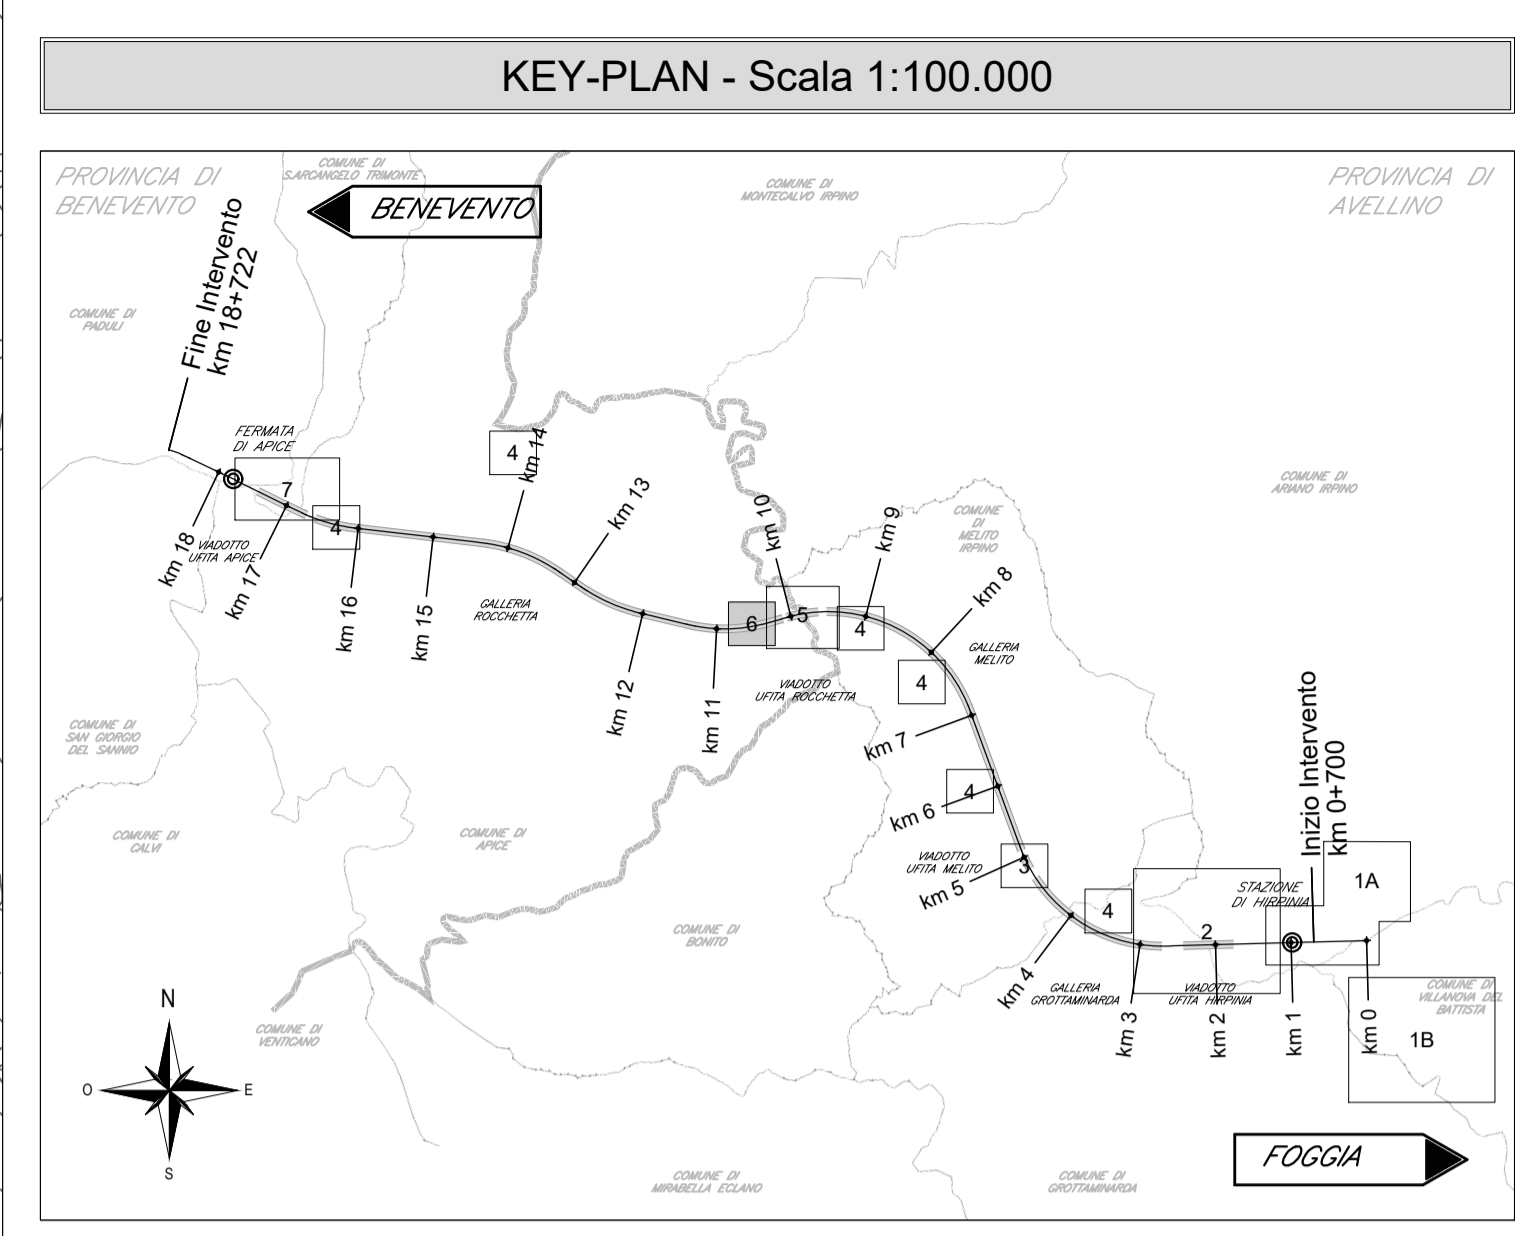 KEY-PLAN - Scala 1:100.000
PROVINCIA DI
BENEVENTO
COMUNE DI
S.ARCANGELO TRIMONTE
BENEVENTO
COMUNE DI
MONTECALVO IRPINO
PROVINCIA DI
AVELLINO
Fine Intervento
km 18+722
COMUNE DI
PADULI
FERMATA
DI APICE
7
4
VIADOTTO
UFITA APICE
km 18
km 17
km 16
km 15
4
km 14
km 13
GALLERIA
ROCCHETTA
km 12
km 11
6
km 10
5
4
km 9
COMUNE
DI
MELITO
IRPINO
COMUNE DI
ARIANO IRPINO
km 8
GALLERIA
MELITO
4
VIADOTTO
UFITA ROCCHETTA
km 7
4
km 6
VIADOTTO
UFITA MELITO
3
km 5
4
km 4
GALLERIA
GROTTAMINARDA
km 3
2
VIADOTTO
UFITA HIRPINIA
km 2
STAZIONE
DI HIRPINIA
Inizio Intervento
km 0+700
1A
km 1
km 0
COMUNE DI
VILLANOVA DEL
BATTISTA
1B
COMUNE DI
SAN GIORGIO
DEL SANNIO
COMUNE DI
CALVI
COMUNE DI
APICE
COMUNE DI
BONITO
COMUNE DI
VENTICANO
N
O
E
S
COMUNE DI
MIRABELLA ECLANO
COMUNE DI
GROTTAMINARDA
FOGGIA